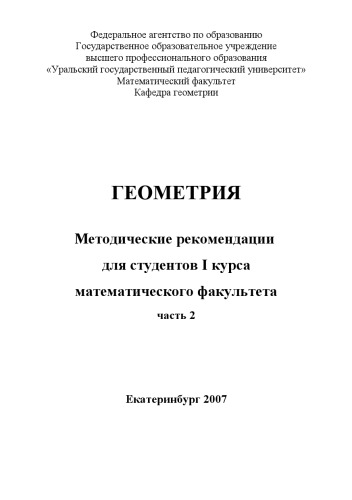 Федеральное агентство по образованию
Государственное образовательное учреждение
высшего профессионального образования
«Уральский государственный педагогический университет»
Математический факультет
Кафедра геометрии
ГЕОМЕТРИЯ
Методические рекомендации
для студентов I курса
математического факультета
часть 2
Екатеринбург 2007